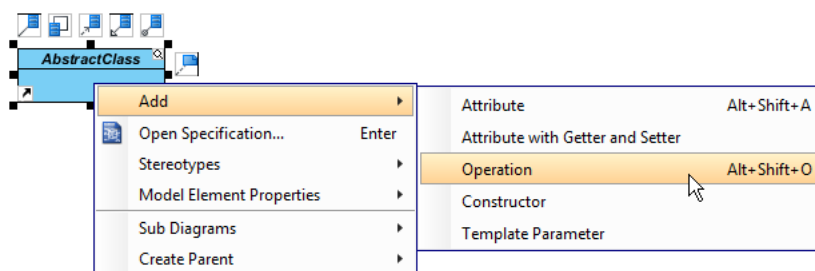 AbstractClass
Add
Open Specification... Enter
Stereotypes
Model Element Properties
Sub Diagrams
Create Parent
Attribute Alt+Shift+A
Attribute with Getter and Setter
Operation Alt+Shift+O
Constructor
Template Parameter